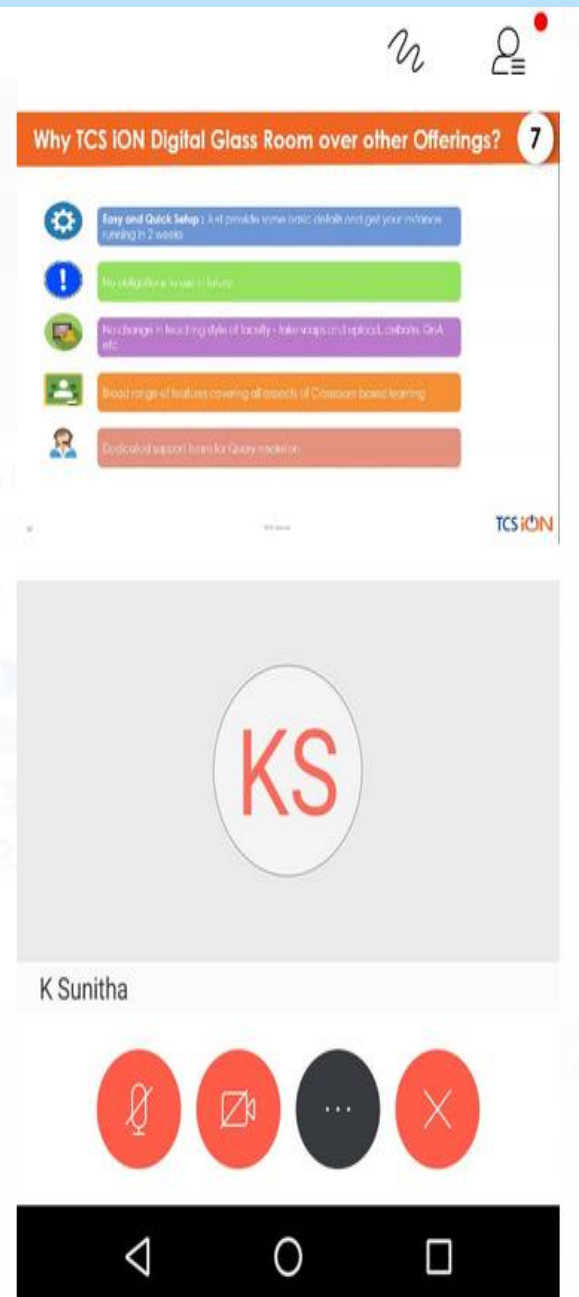 Why TCS iON Digital Glass Room over other Offerings?
7
Easy and Quick Setup : Just provide some basic details and get your instance
running in 2 weeks
No obligations to use in future
No change in teaching style of faculty - take snaps and upload, debate, QnA
etc
Broad range of features covering all aspects of Classroom based learning
Dedicated support team for Query resolution
TCS iON
KS
K Sunitha